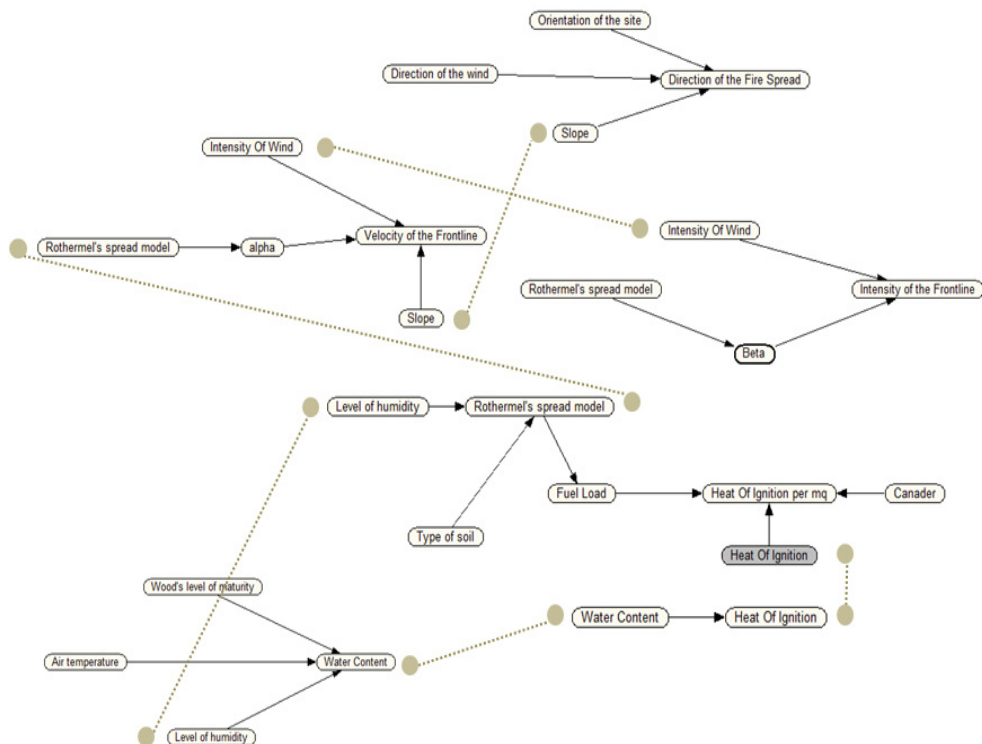 Orientation of the site
Direction of the wind
Direction of the Fire Spread
Slope
Intensity Of Wind
Rothermel's spread model
alpha
Velocity of the Frontline
Slope
Intensity Of Wind
Rothermel's spread model
Intensity of the Frontline
Beta
Level of humidity
Rothermel's spread model
Fuel Load
Heat Of Ignition per mq
Canader
Type of soil
Heat Of Ignition
Wood's level of maturity
Water Content
Heat Of Ignition
Air temperature
Water Content
Level of humidity